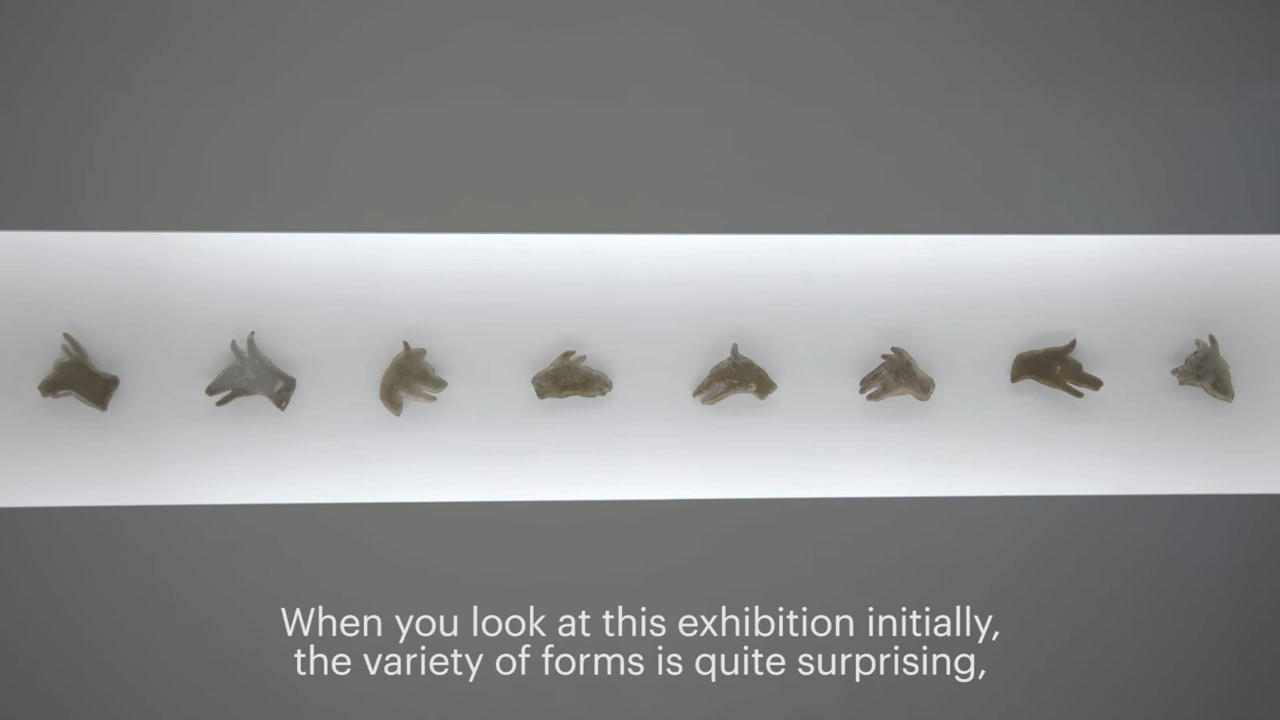 When you look at this exhibition initially,
the variety of forms is quite surprising,